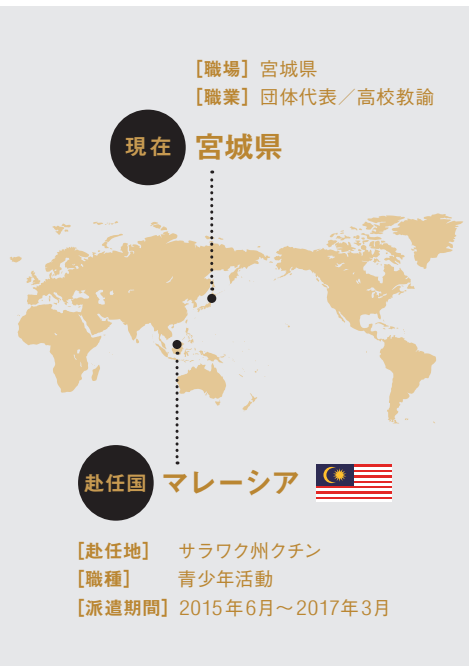 [職場] 宮城県
[職業] 団体代表／高校教諭
現在 宮城県
赴任国 マレーシア
[赴任地] サラワク州クチン
[職種] 青少年活動
[派遣期間] 2015年6月〜2017年3月